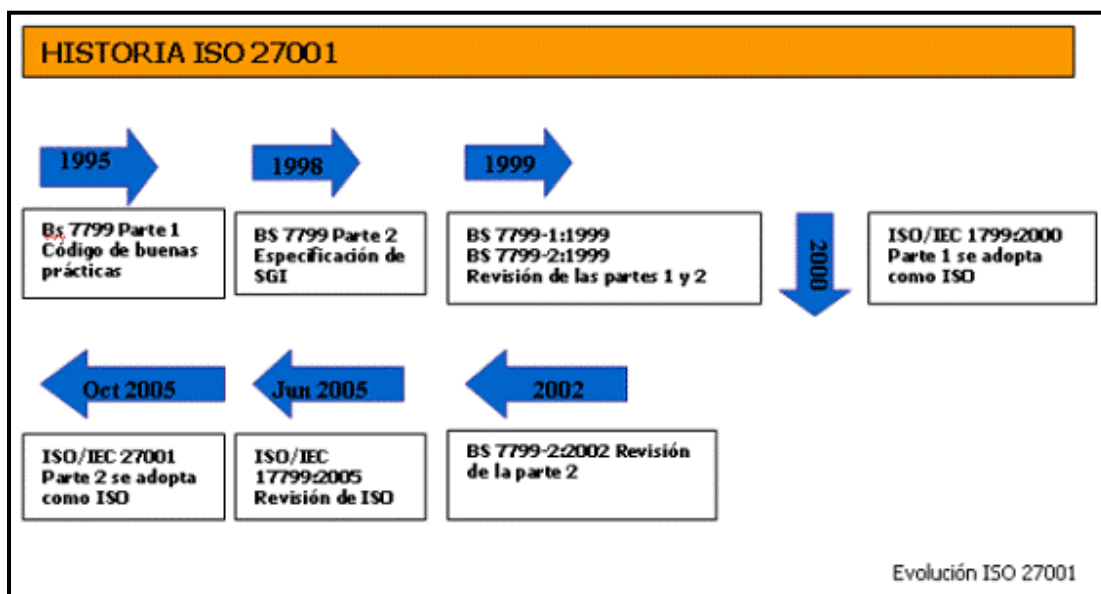 HISTORIA ISO 27001
1995
Bs 7799 Parte 1
Código de buenas
prácticas
1998
BS 7799 Parte 2
Especificación de
SGI
1999
BS 7799-1:1999
BS 7799-2:1999
Revisión de las partes 1 y 2
2000
ISO/IEC 1799:2000
Parte 1 se adopta
como ISO
2002
BS 7799-2:2002 Revisión
de la parte 2
Jun 2005
ISO/IEC
17799:2005
Revisión de ISO
Oct 2005
ISO/IEC 27001
Parte 2 se adopta
como ISO
Evolución ISO 27001